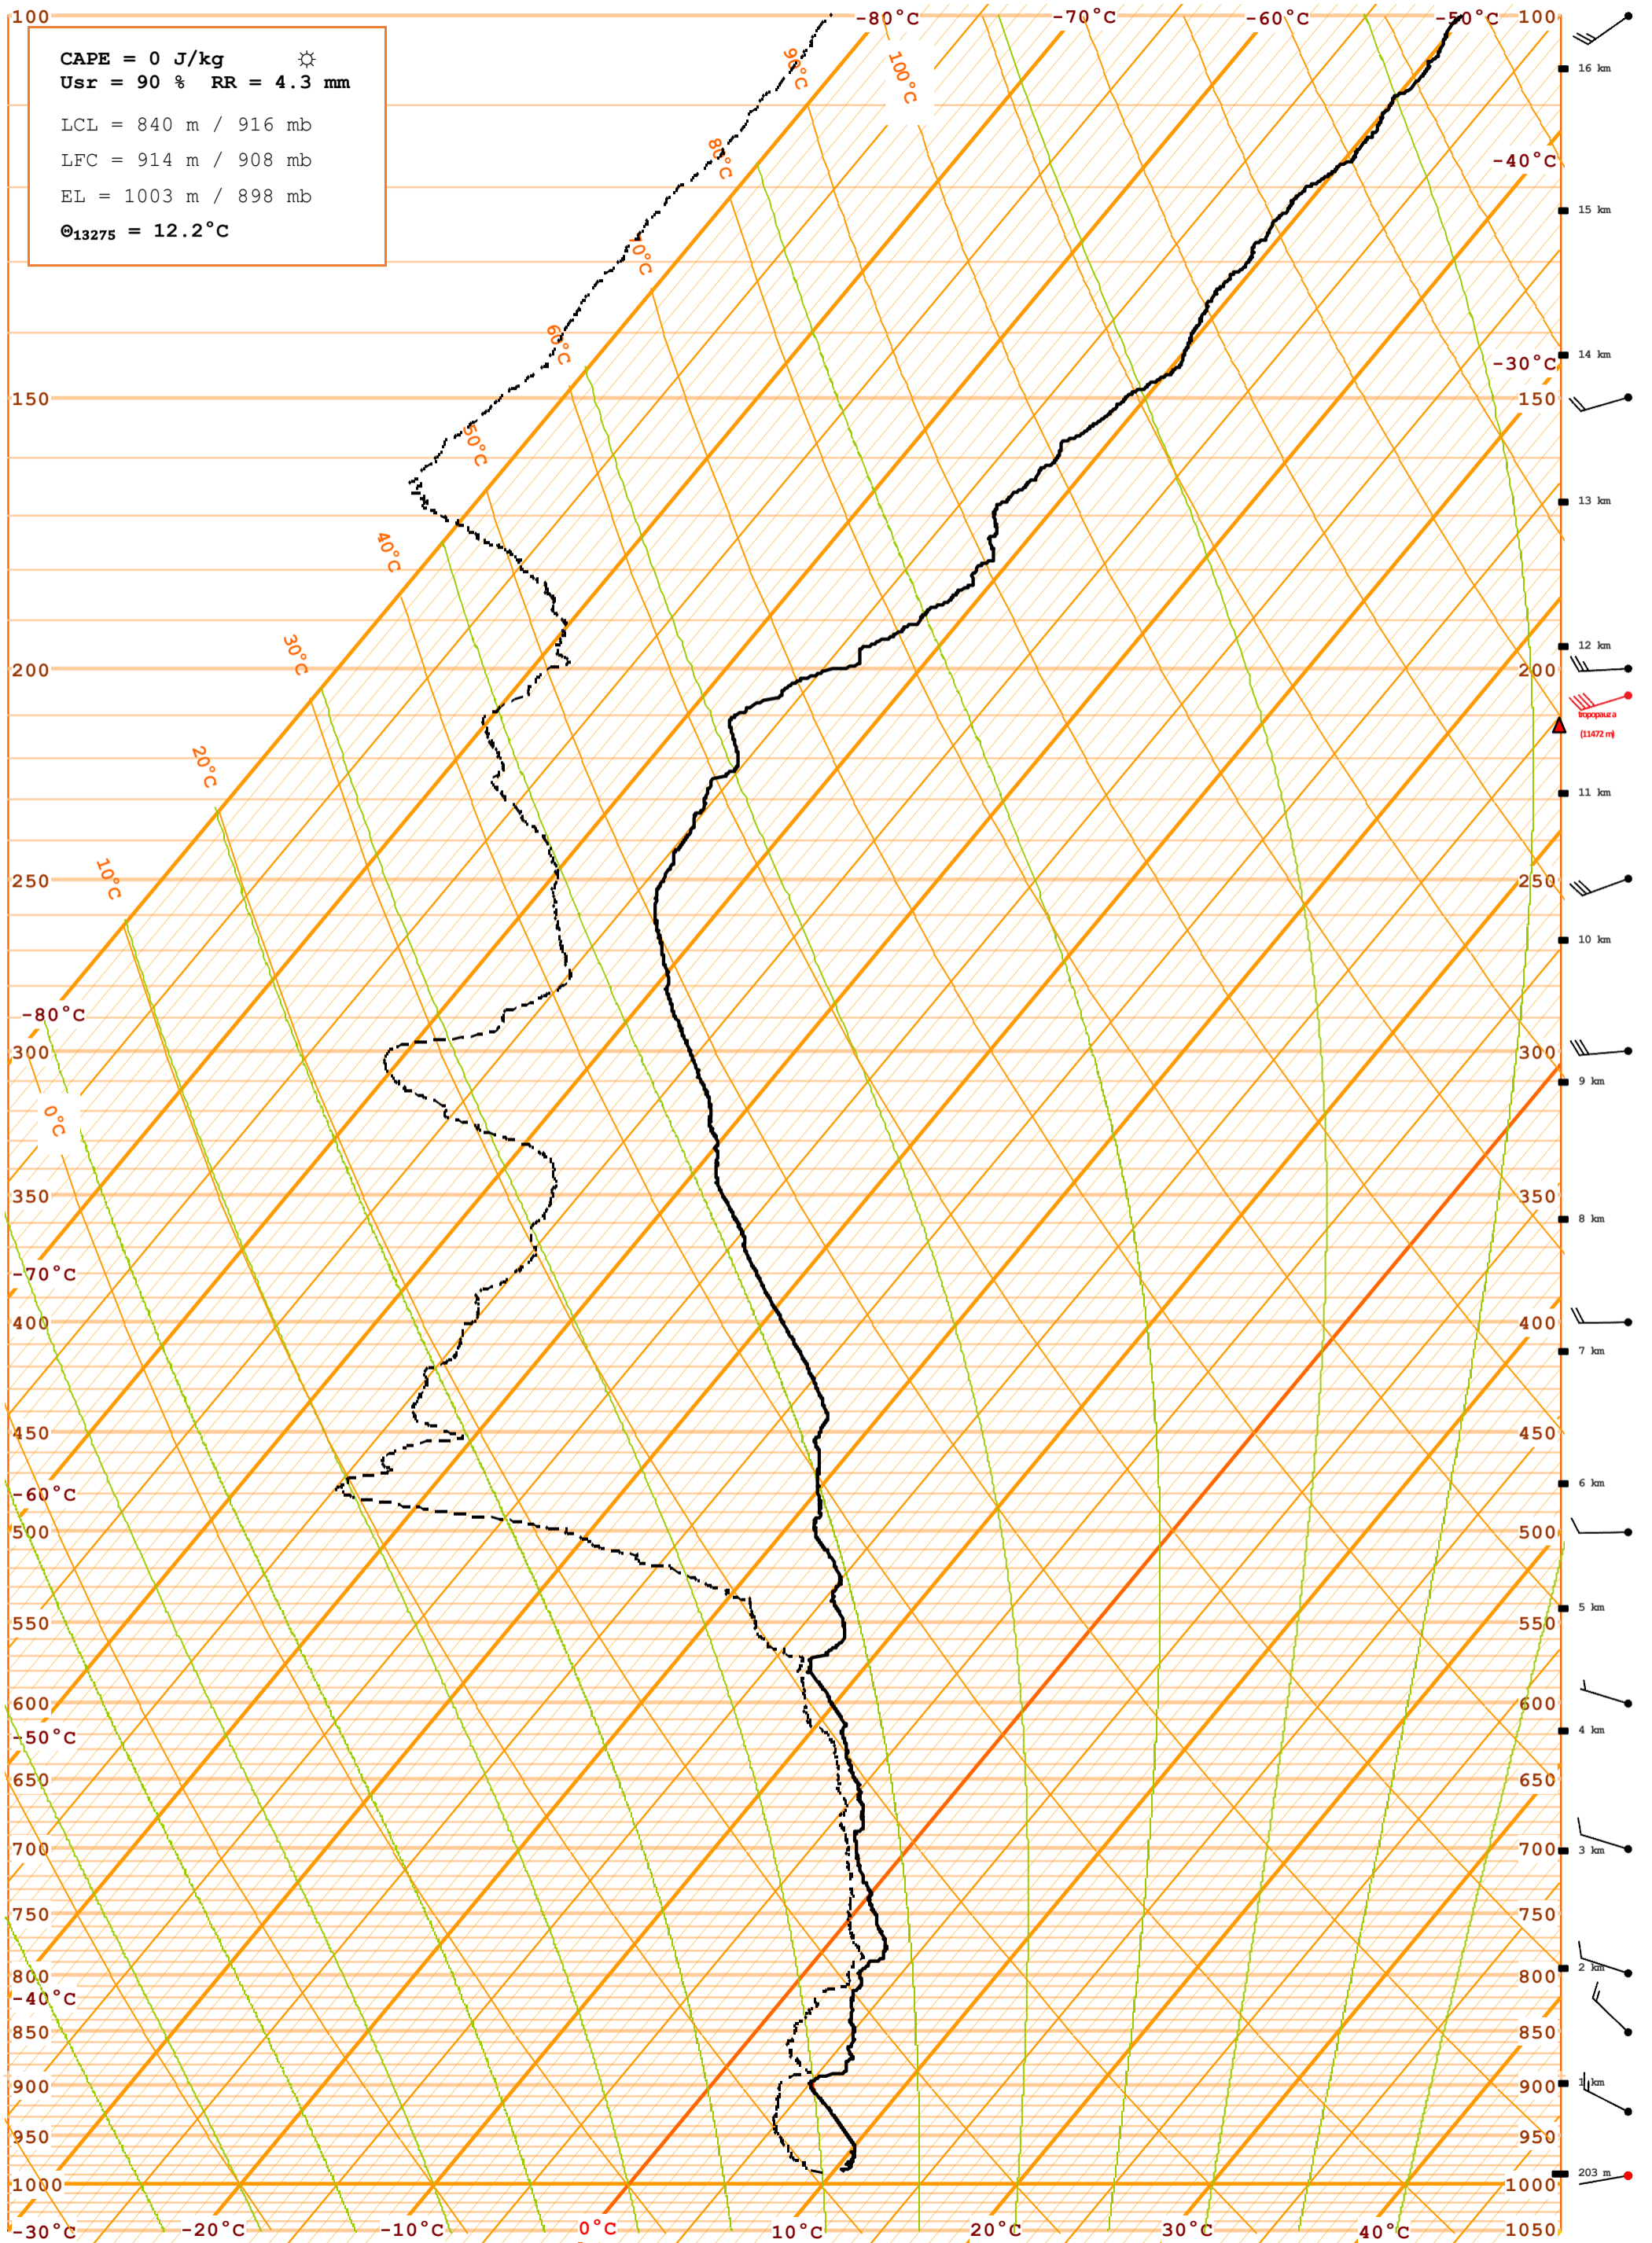 100 -80°C -70°C -60°C -50°C 100
CAPE = 0 J/kg ☼
Usr = 90 % RR = 4.3 mm
LCL = 840 m / 916 mb
LFC = 914 m / 908 mb
EL = 1003 m / 898 mb
Θ13275 = 12.2°C
90°C 100°C
16 km
80°C -40°C
15 km
70°C
60°C 14 km
-30°C
150 150
50°C
13 km
40°C
30°C 12 km
200 200
tropopauza
(11472 m)
20°C
11 km
10°C 250 250
10 km
-80°C
300 300
9 km
0°C
350 350
8 km
-70°C
400 400
7 km
450 450
6 km
-60°C
500 500
5 km
550 550
600 600
4 km
-50°C
650 650
700 700
3 km
750 750
2 km
800 800
-40°C
850 850
1 km
900 900
950 950
203 m
1000 1000
-30°C -20°C -10°C 0°C 10°C 20°C 30°C 40°C 1050